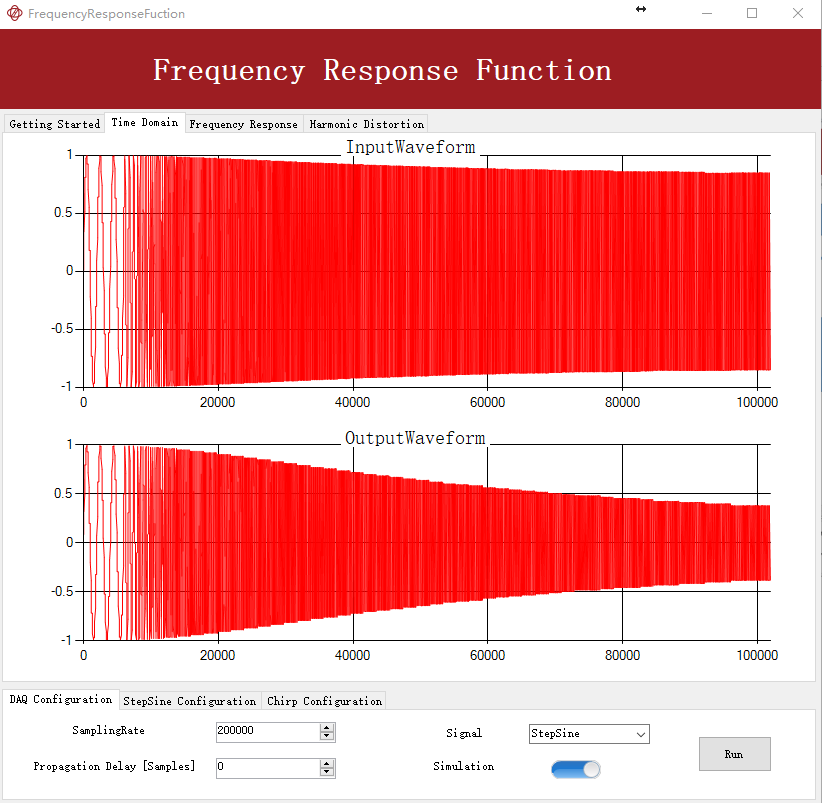 FrequencyResponseFuction
Frequency Response Function
Getting Started Time Domain Frequency Response Harmonic Distortion
InputWaveform
1
0.5
0
-0.5
-1
0 20000 40000 60000 80000 100000
OutputWaveform
1
0.5
0
-0.5
-1
0 20000 40000 60000 80000 100000
DAQ Configuration StepSine Configuration Chirp Configuration
SamplingRate 200000 Signal StepSine
Propagation Delay [Samples] 0 Simulation
Run